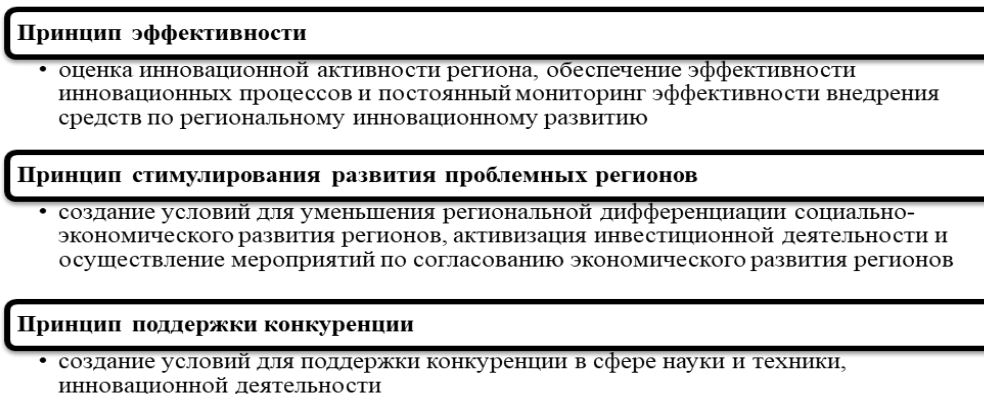 Принцип эффективности
• оценка инновационной активности региона, обеспечение эффективности
инновационных процессов и постоянный мониторинг эффективности внедрения
средств по региональному инновационному развитию
Принцип стимулирования развития проблемных регионов
• создание условий для уменьшения региональной дифференциации социально-
экономического развития регионов, активизация инвестиционной деятельности и
осуществление мероприятий по согласованию экономического развития регионов
Принцип поддержки конкуренции
• создание условий для поддержки конкуренции в сфере науки и техники,
инновационной деятельности